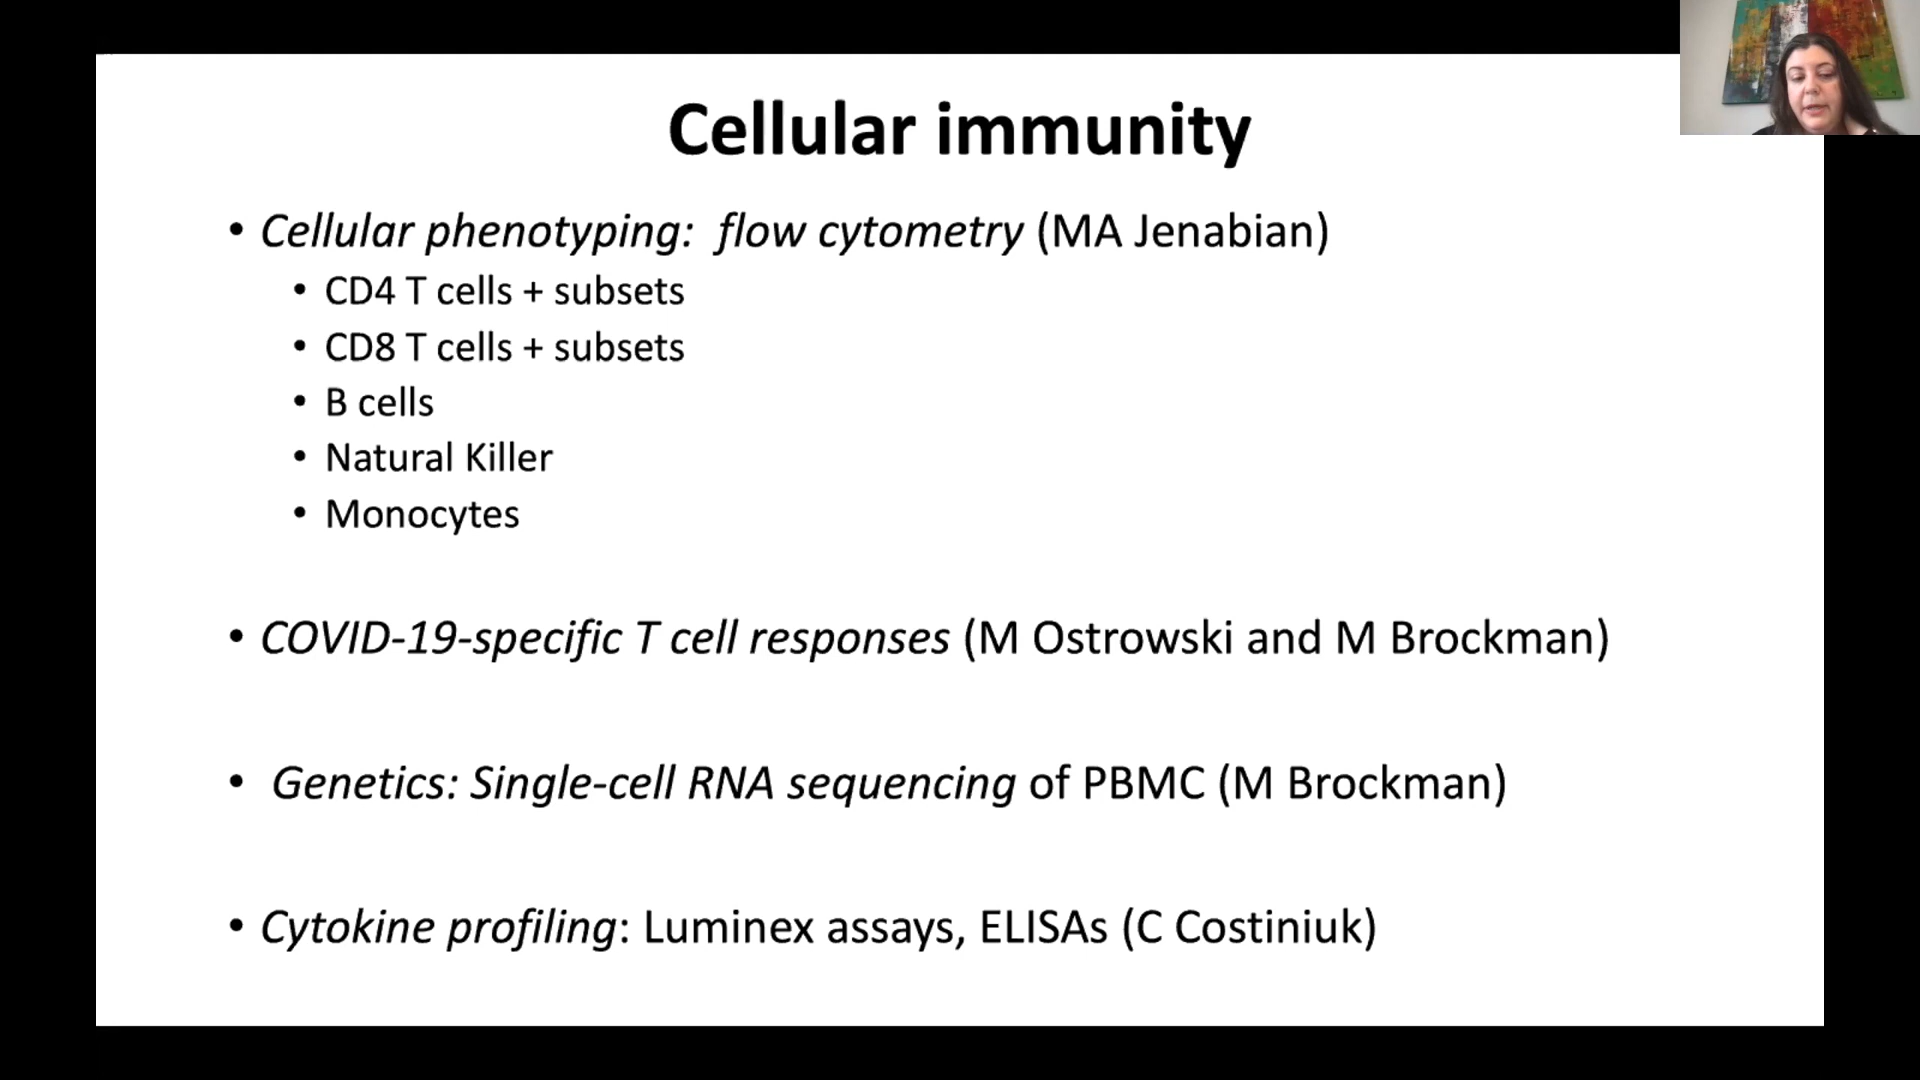 Cellular immunity
• Cellular phenotyping:  flow cytometry (MA Jenabian)
• CD4 T cells + subsets
• CD8 T cells + subsets
• B cells
• Natural Killer
• Monocytes
• COVID-19-specific T cell responses (M Ostrowski and M Brockman)
• Genetics: Single-cell RNA sequencing of PBMC (M Brockman)
• Cytokine profiling: Luminex assays, ELISAs (C Costiniuk)